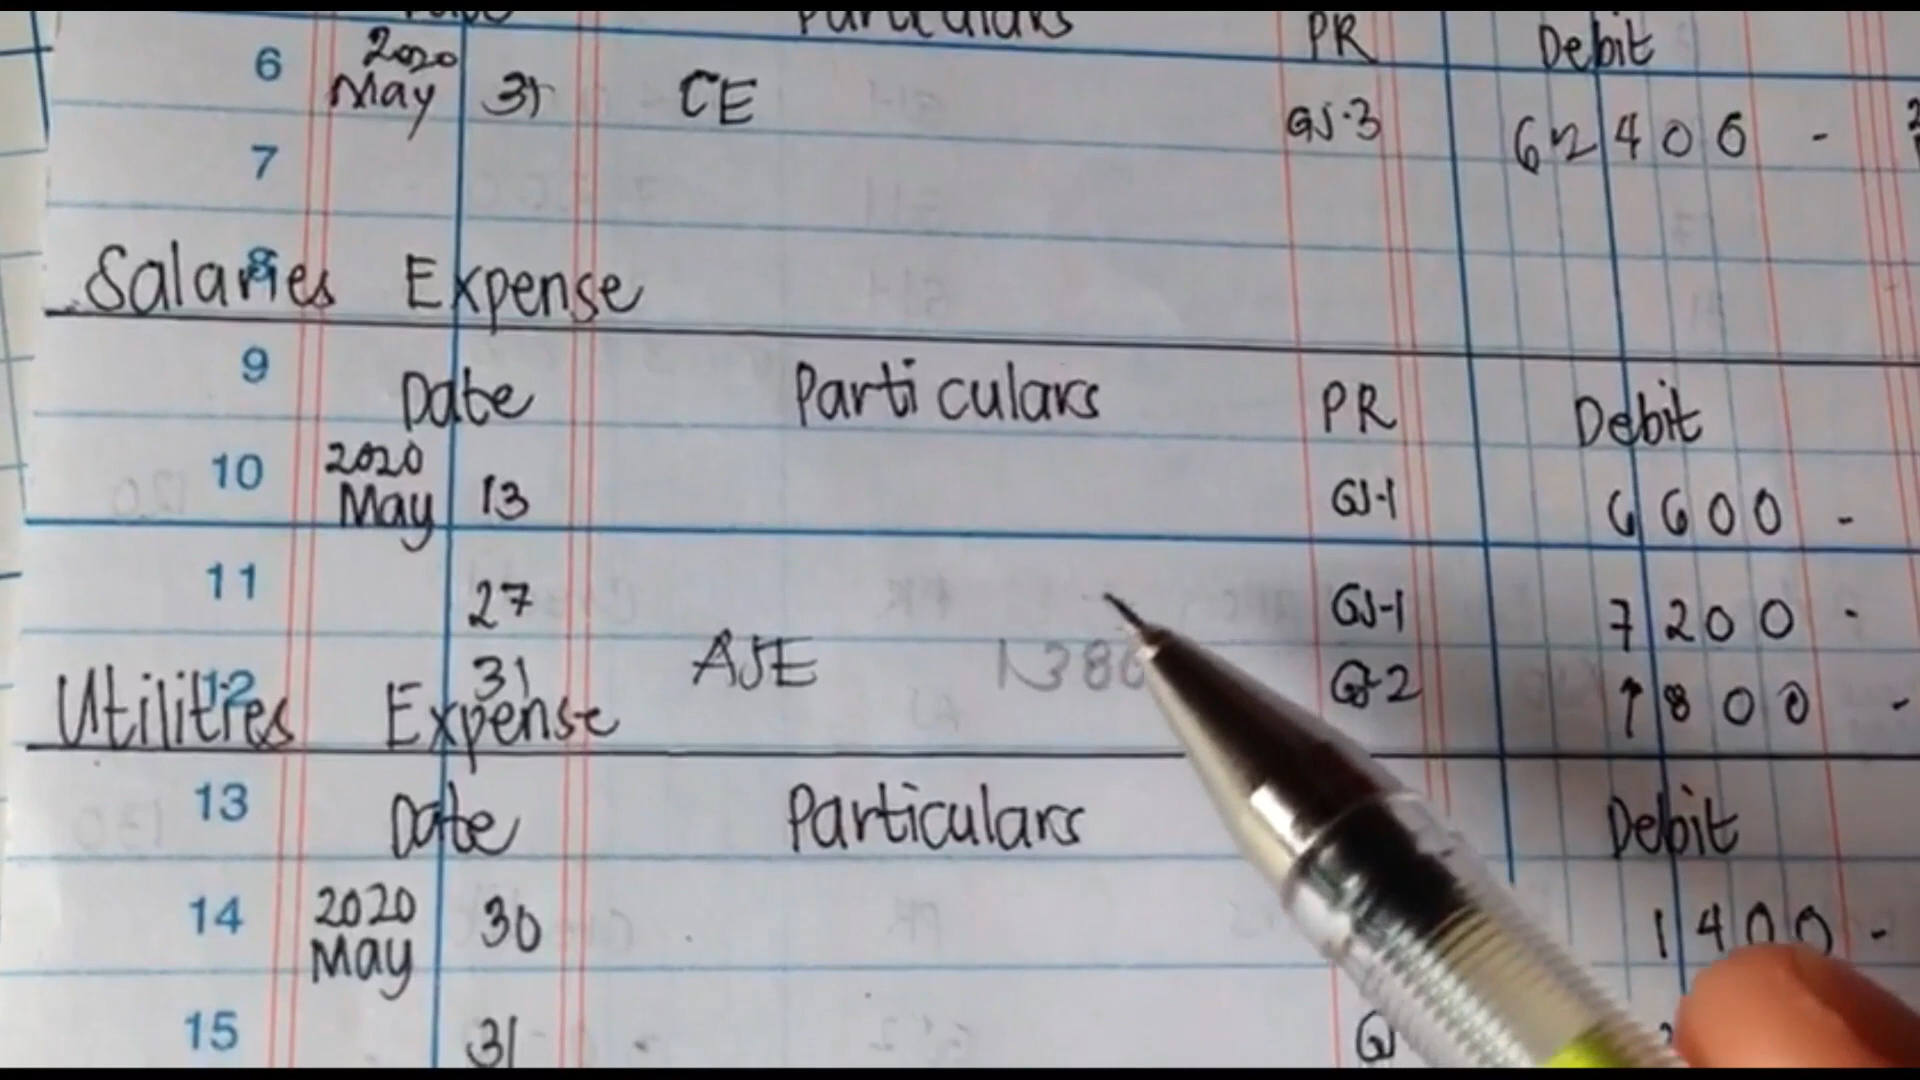 Particulars PR Debit
6 2020 May 31 CE GJ-3 62400 -
7
8 Salaries Expense
9 Date Particulars PR Debit
10 2020 May 13 GJ-1 6600 -
11 27 GJ-1 7200 -
12 31 AJE 1380 GJ-2 1800 -
Utilities Expense
13 Date Particulars Debit
14 2020 May 30 1400 -
15 31